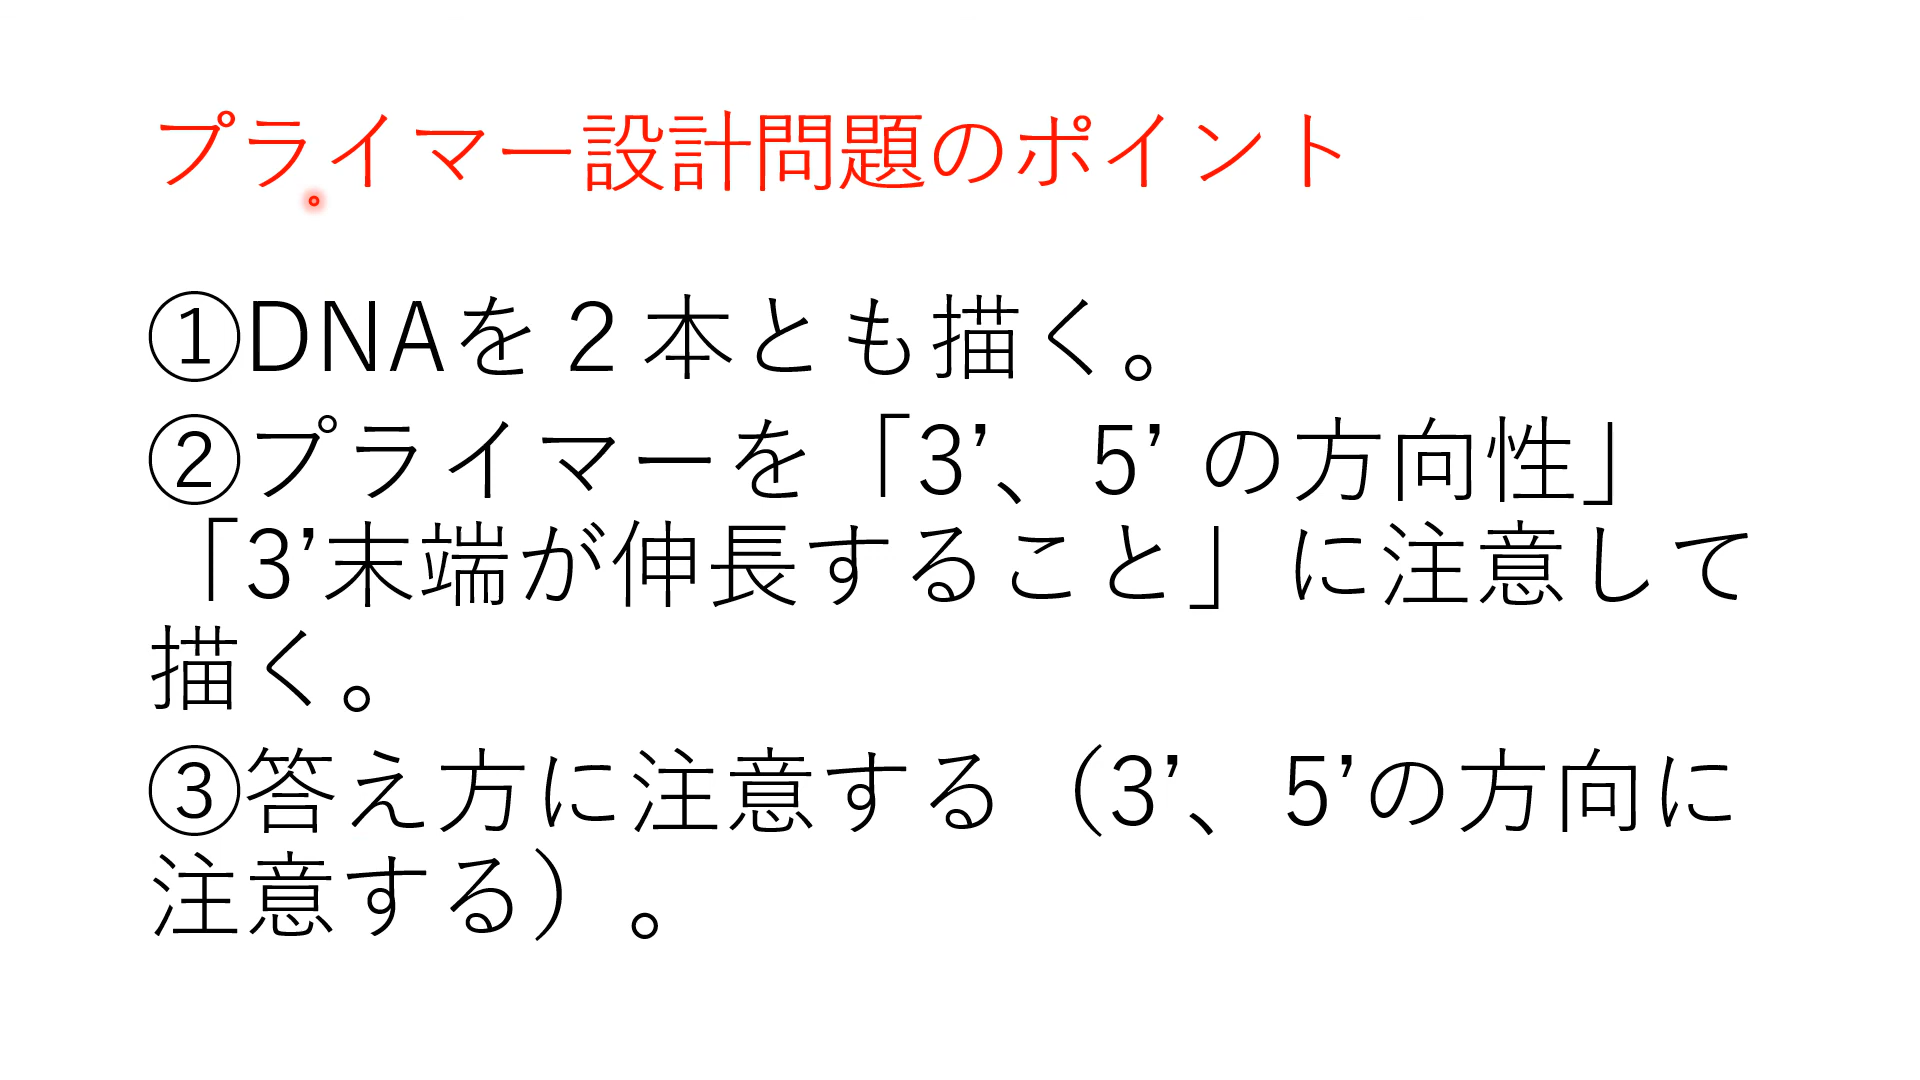 プライマー設計問題のポイント
①DNAを２本とも描く。
②プライマーを「3’、5’ の方向性」
「3’末端が伸長すること」に注意して
描く。
③答え方に注意する（3’、5’の方向に
注意する）。